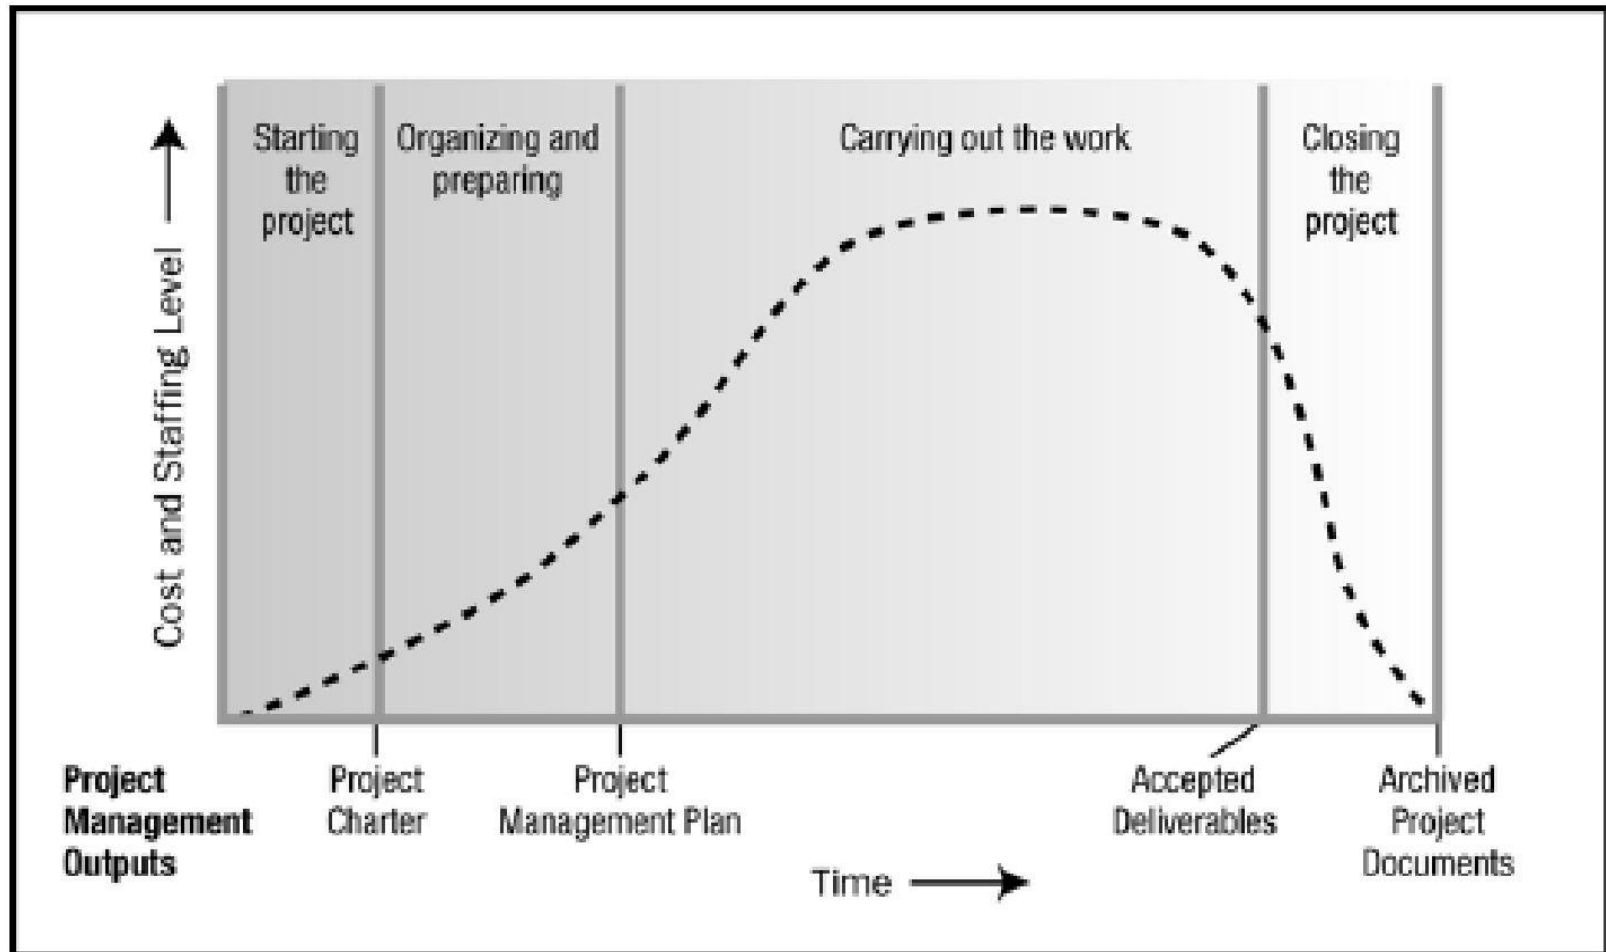 Starting
the
project
Organizing and
preparing
Carrying out the work
Closing
the
project
Cost and Staffing Level
Project
Management
Outputs
Project
Charter
Project
Management Plan
Accepted
Deliverables
Archived
Project
Documents
Time